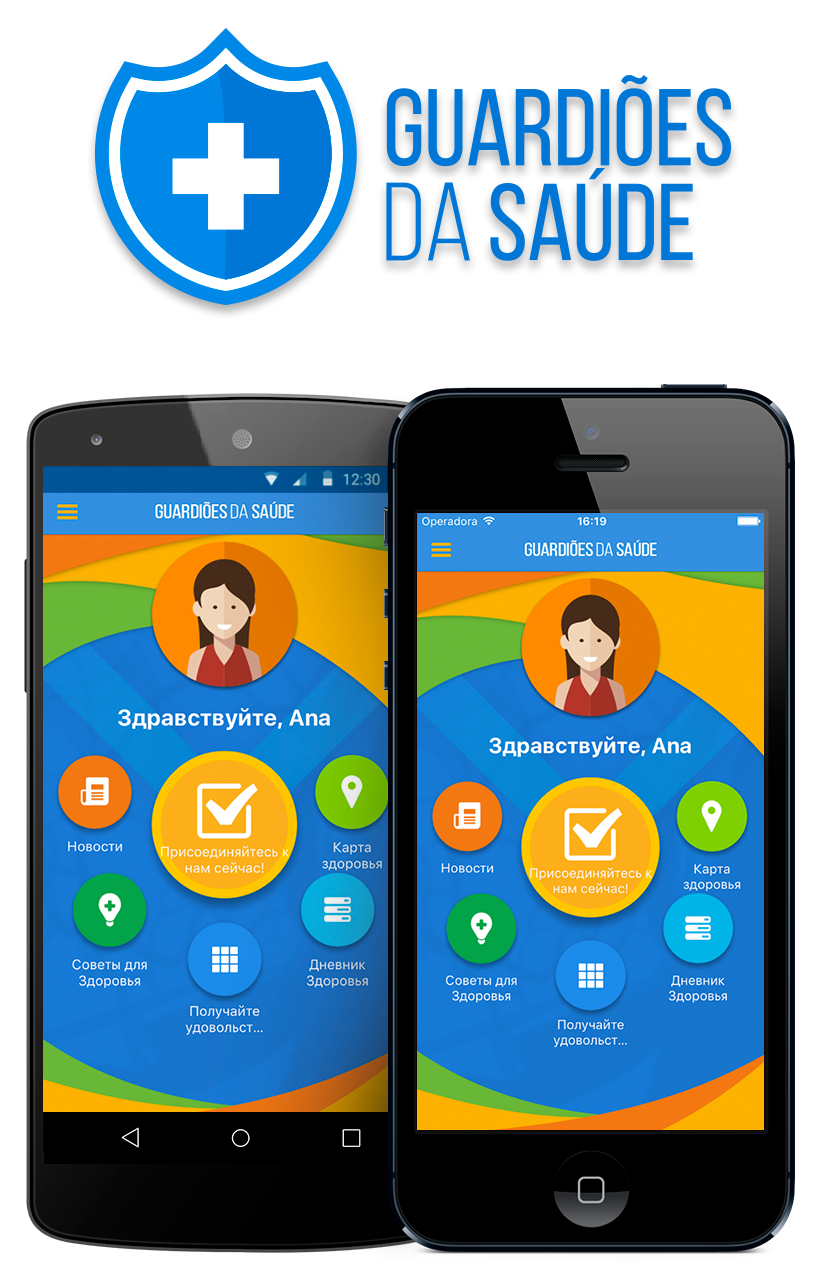 GUARDIÕES
DA SAÚDE
12:30
GUARDIÕES DA SAÚDE
Здравствуйте, Ana
Новости
Присоединяйтесь к
нам сейчас!
Карта
здоровья
Советы для
Здоровья
Получайте
удовольст...
Дневник
Здоровья
Operadora
16:19
GUARDIÕES DA SAÚDE
Здравствуйте, Ana
Новости
Присоединяйтесь к
нам сейчас!
Карта
здоровья
Советы для
Здоровья
Получайте
удовольст...
Дневник
Здоровья